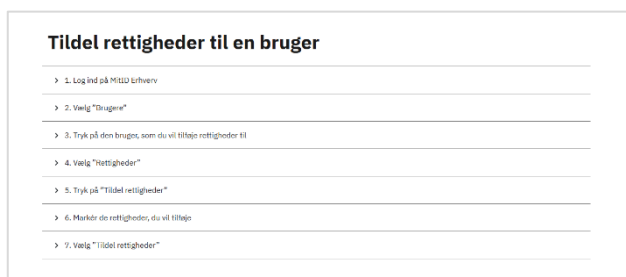 Tildel rettigheder til en bruger
1. Log ind på MitID Erhverv
2. Vælg "Brugere"
3. Tryk på den bruger, som du vil tilføje rettigheder til
4. Vælg "Rettigheder"
5. Tryk på "Tildel rettigheder"
6. Markér de rettigheder, du vil tilføje
7. Vælg "Tildel rettigheder"